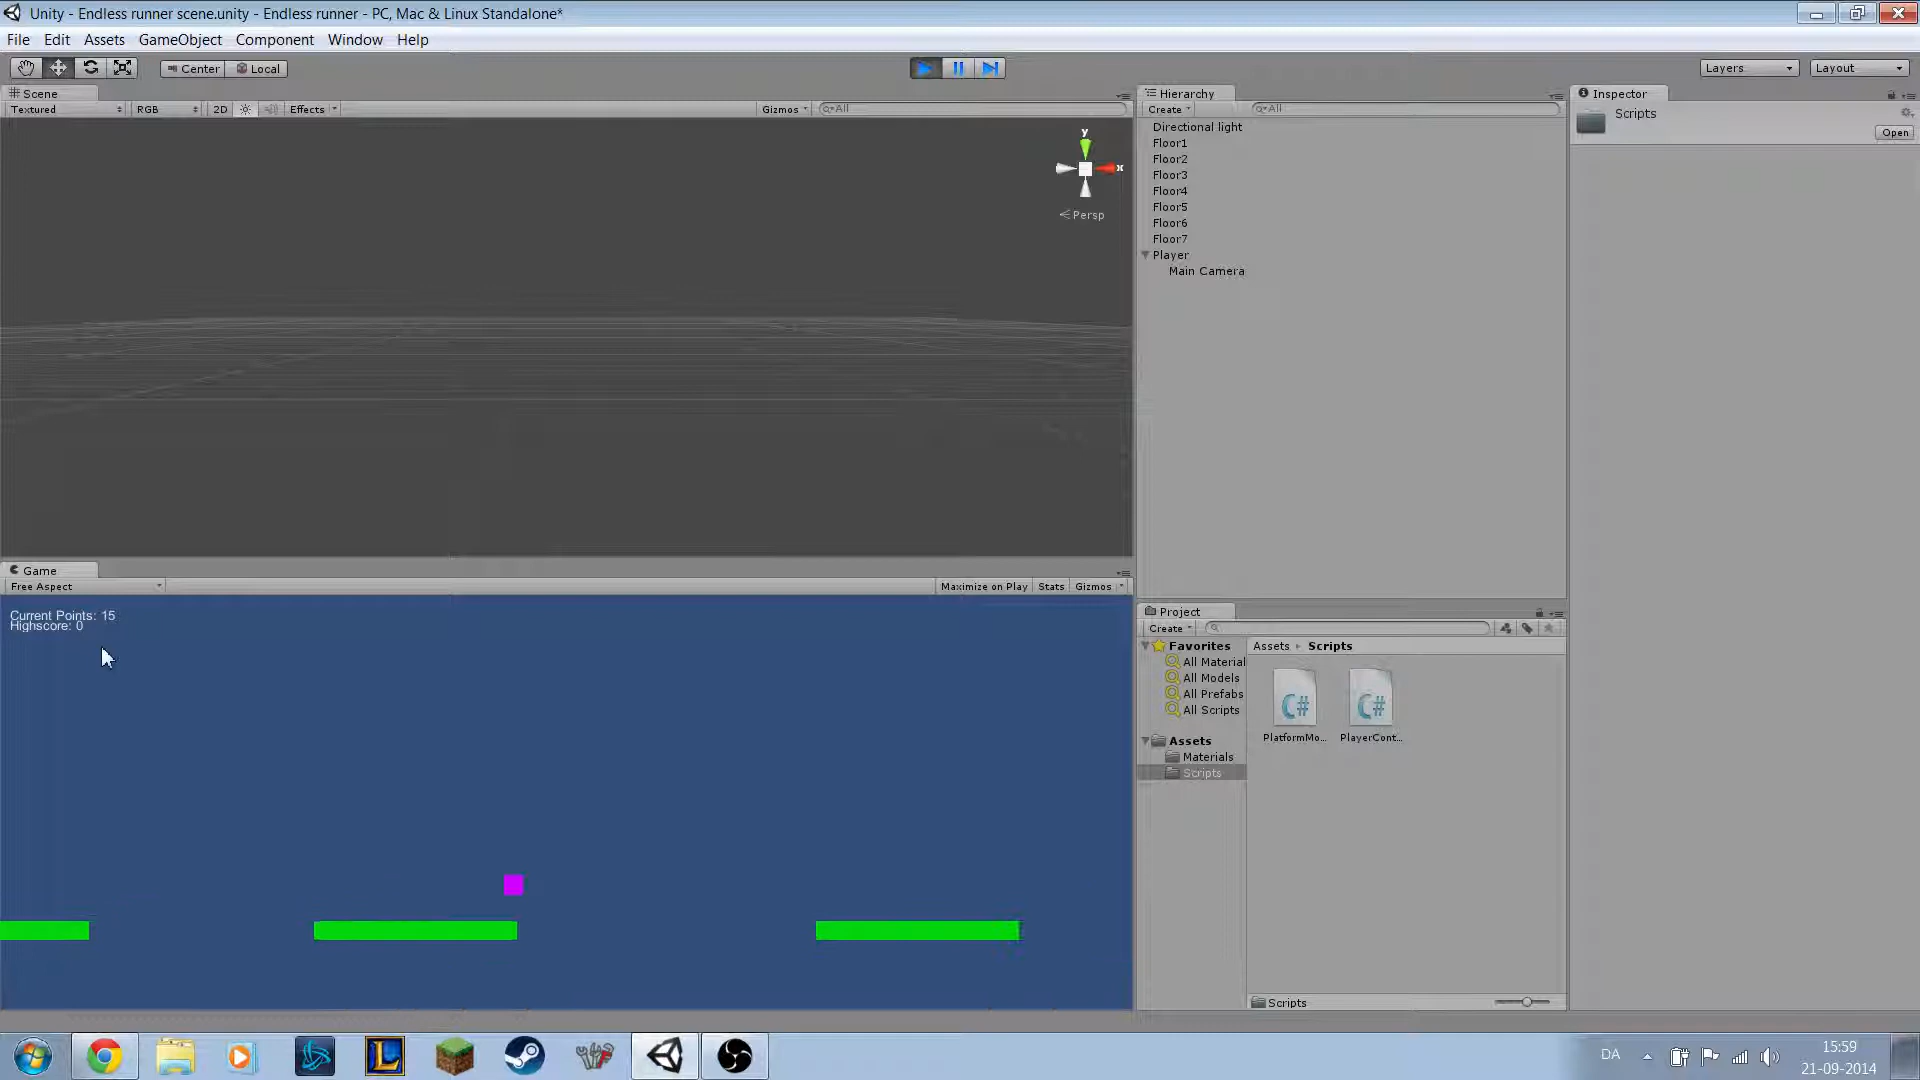 Unity - Endless runner scene.unity - Endless runner - PC, Mac & Linux Standalone*
File Edit Assets GameObject Component Window Help
Center Local
Layers Layout
Scene
Textured RGB 2D Effects Gizmos All
y
x
Persp
Hierarchy
Create All
Directional light
Floor1
Floor2
Floor3
Floor4
Floor5
Floor6
Floor7
Player
Main Camera
Inspector
Scripts
Open
Game
Free Aspect Maximize on Play Stats Gizmos
Current Points: 15
Highscore: 0
Project
Create
Favorites
All Material
All Models
All Prefabs
All Scripts
Assets
Materials
Scripts
Assets Scripts
C# C#
PlatformMo... PlayerCont...
Scripts
L
DA
15:59
21-09-2014